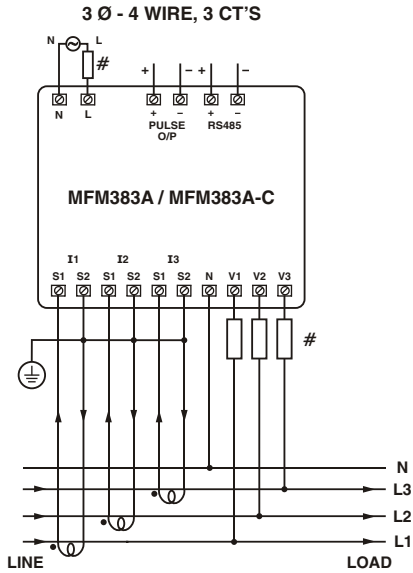 3 Ø - 4 WIRE, 3 CT'S
N L
#
+ − + −
N L + − + −
PULSE O/P RS485
MFM383A / MFM383A-C
I1 I2 I3
S1 S2 S1 S2 S1 S2 N V1 V2 V3
#
N
L3
L2
L1
LINE LOAD